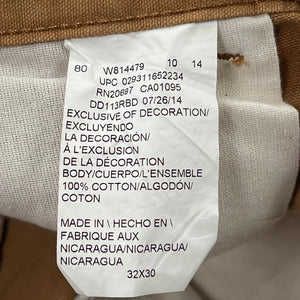 80 W814479 10 14
UPC 029311652234
RN20697 CA01095
DD113RBD 07/26/14
EXCLUSIVE OF DECORATION/
EXCLUYENDO
LA DECORACIÓN/
À L'EXCLUSION
DE LA DÉCORATION
BODY/CUERPO/L'ENSEMBLE
100% COTTON/ALGODÓN/
COTON
MADE IN \ HECHO EN \
FABRIQUE AUX
NICARAGUA/NICARAGUA/
NICARAGUA
32X30